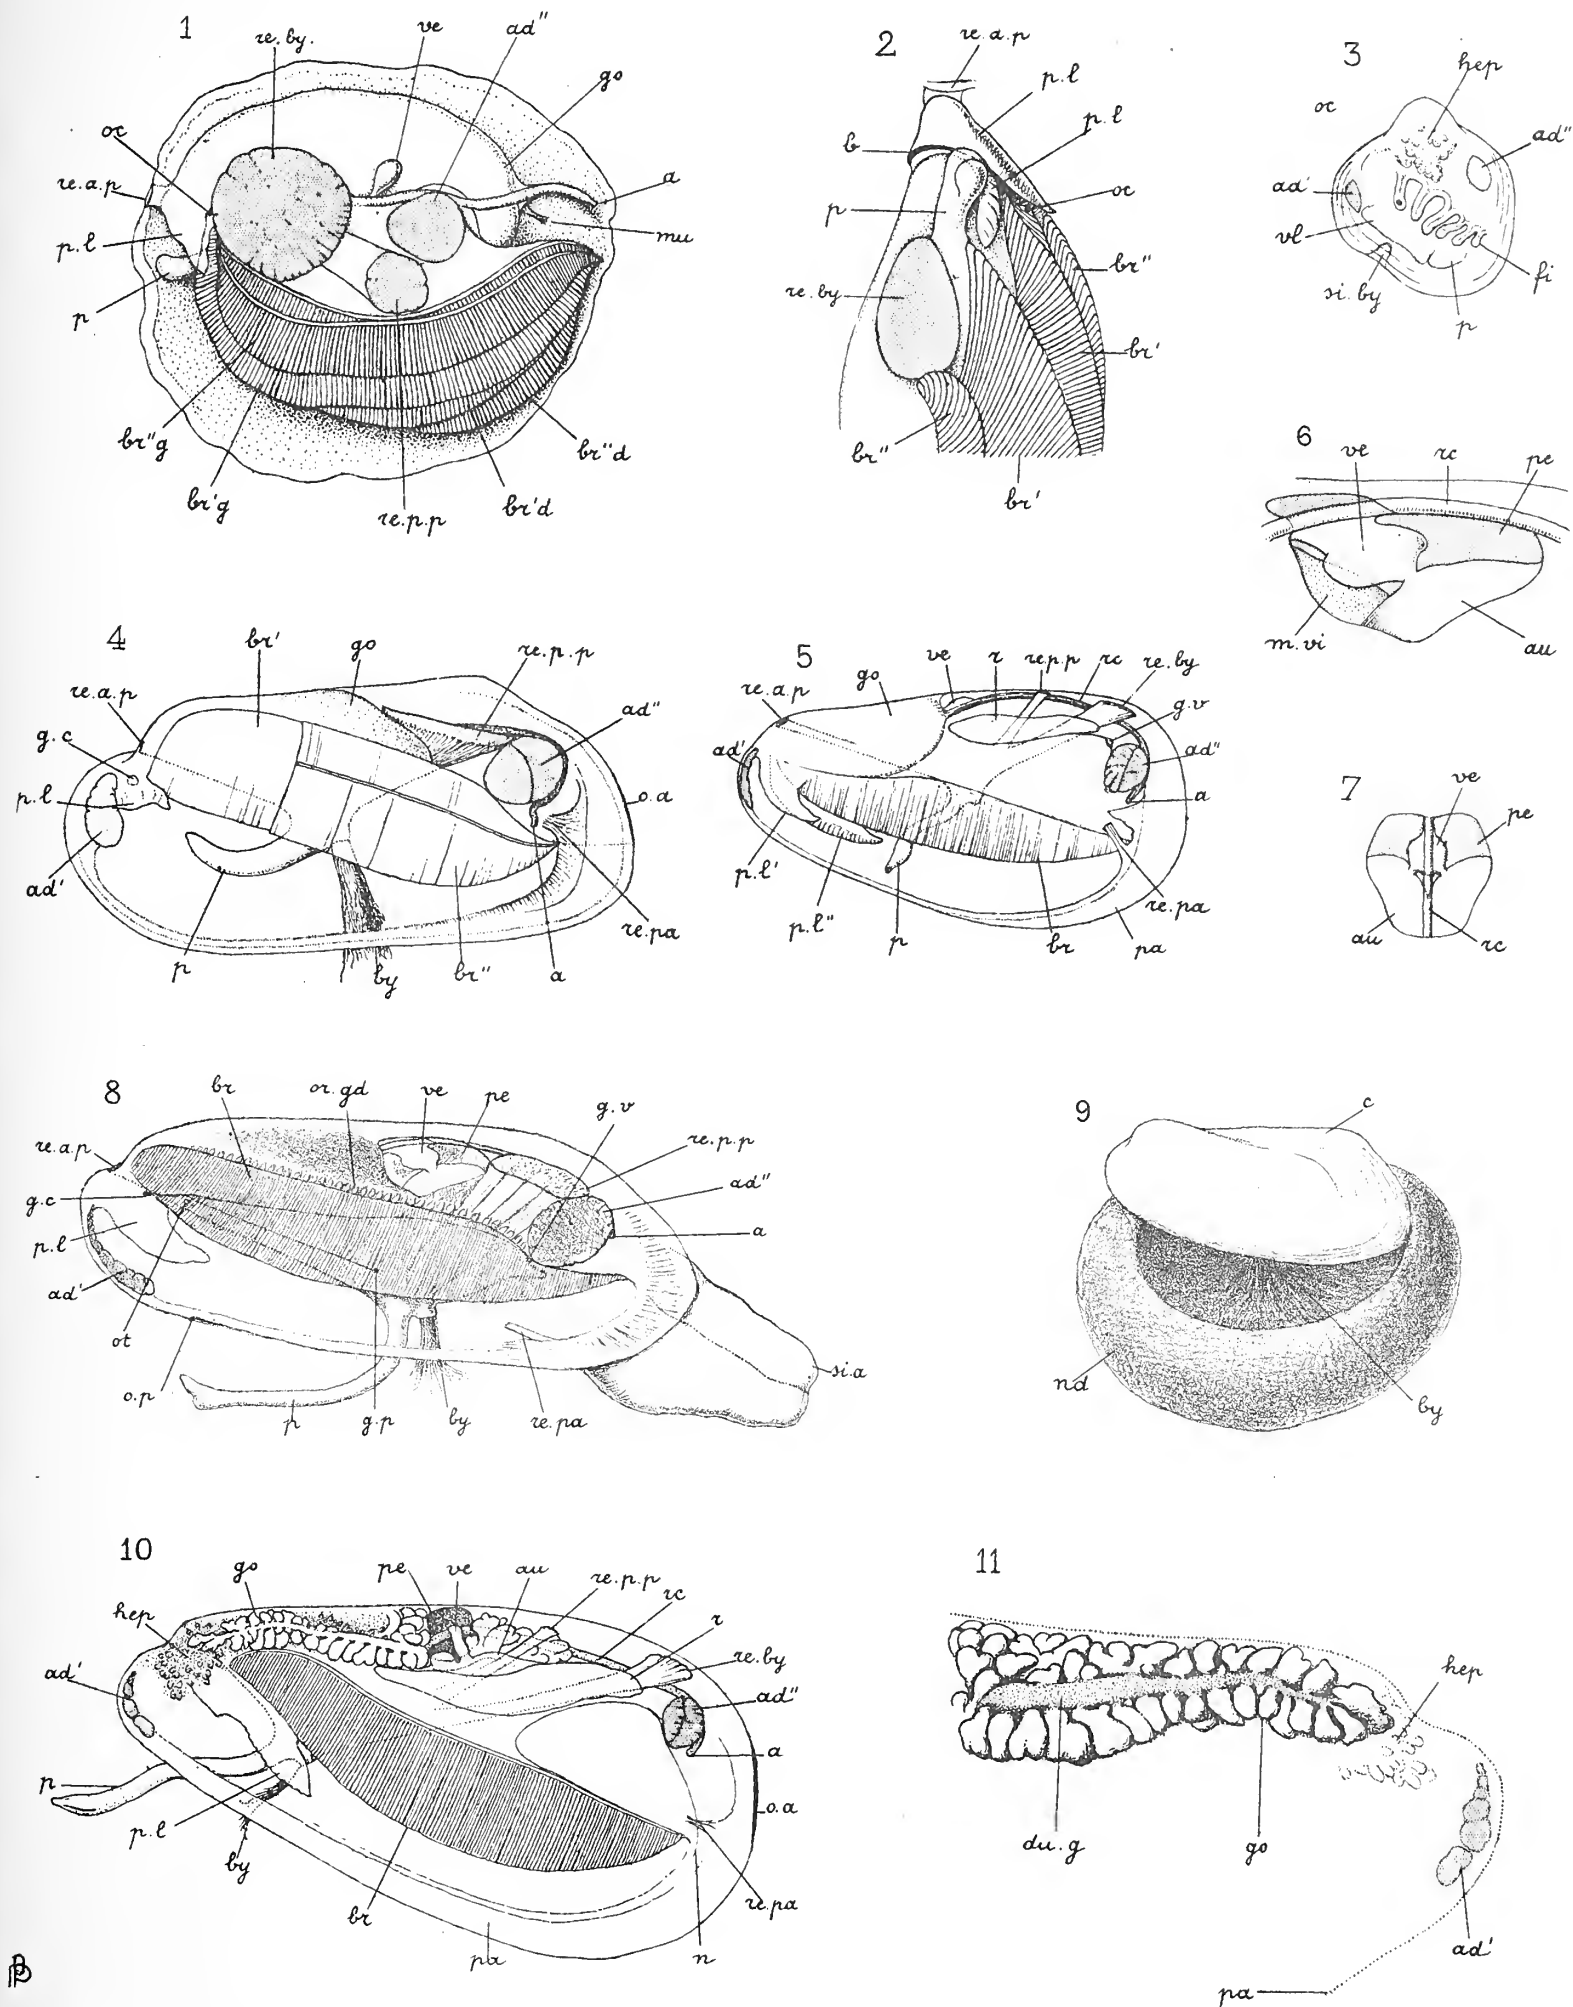 1
re.by.
ve
ad"
go
oc
re.a.p
p.l
p
a
mu
br"g
br'g
re.p.p
br'd
br"d
2
re.a.p
p.l
p.l
b
oc
p
re.by
br"
br'
br"
br'
3
hep
oc
ad"
ad'
vl
si.by
p
fi
4
br'
go
re.p.p
re.a.p
g.c
ad"
p.l
o.a
ad'
p
by
br"
a
re.pa
5
go
ve
r
re.p.p
rc
re.by
re.a.p
g.v
ad'
ad"
a
p.l'
p.l"
p
br
pa
re.pa
6
ve
rc
pe
m.vi
au
7
ve
pe
au
rc
8
br
or.gd
ve
pe
g.v
re.a.p
re.p.p
g.c
ad"
p.l
a
ad'
ot
o.p
p
g.p
by
re.pa
si.a
9
c
nd
by
10
go
pe
ve
au
re.p.p
rc
hep
r
re.by
ad'
ad"
a
p
o.a
p.l
by
br
re.pa
pa
n
11
hep
du.g
go
ad'
pa